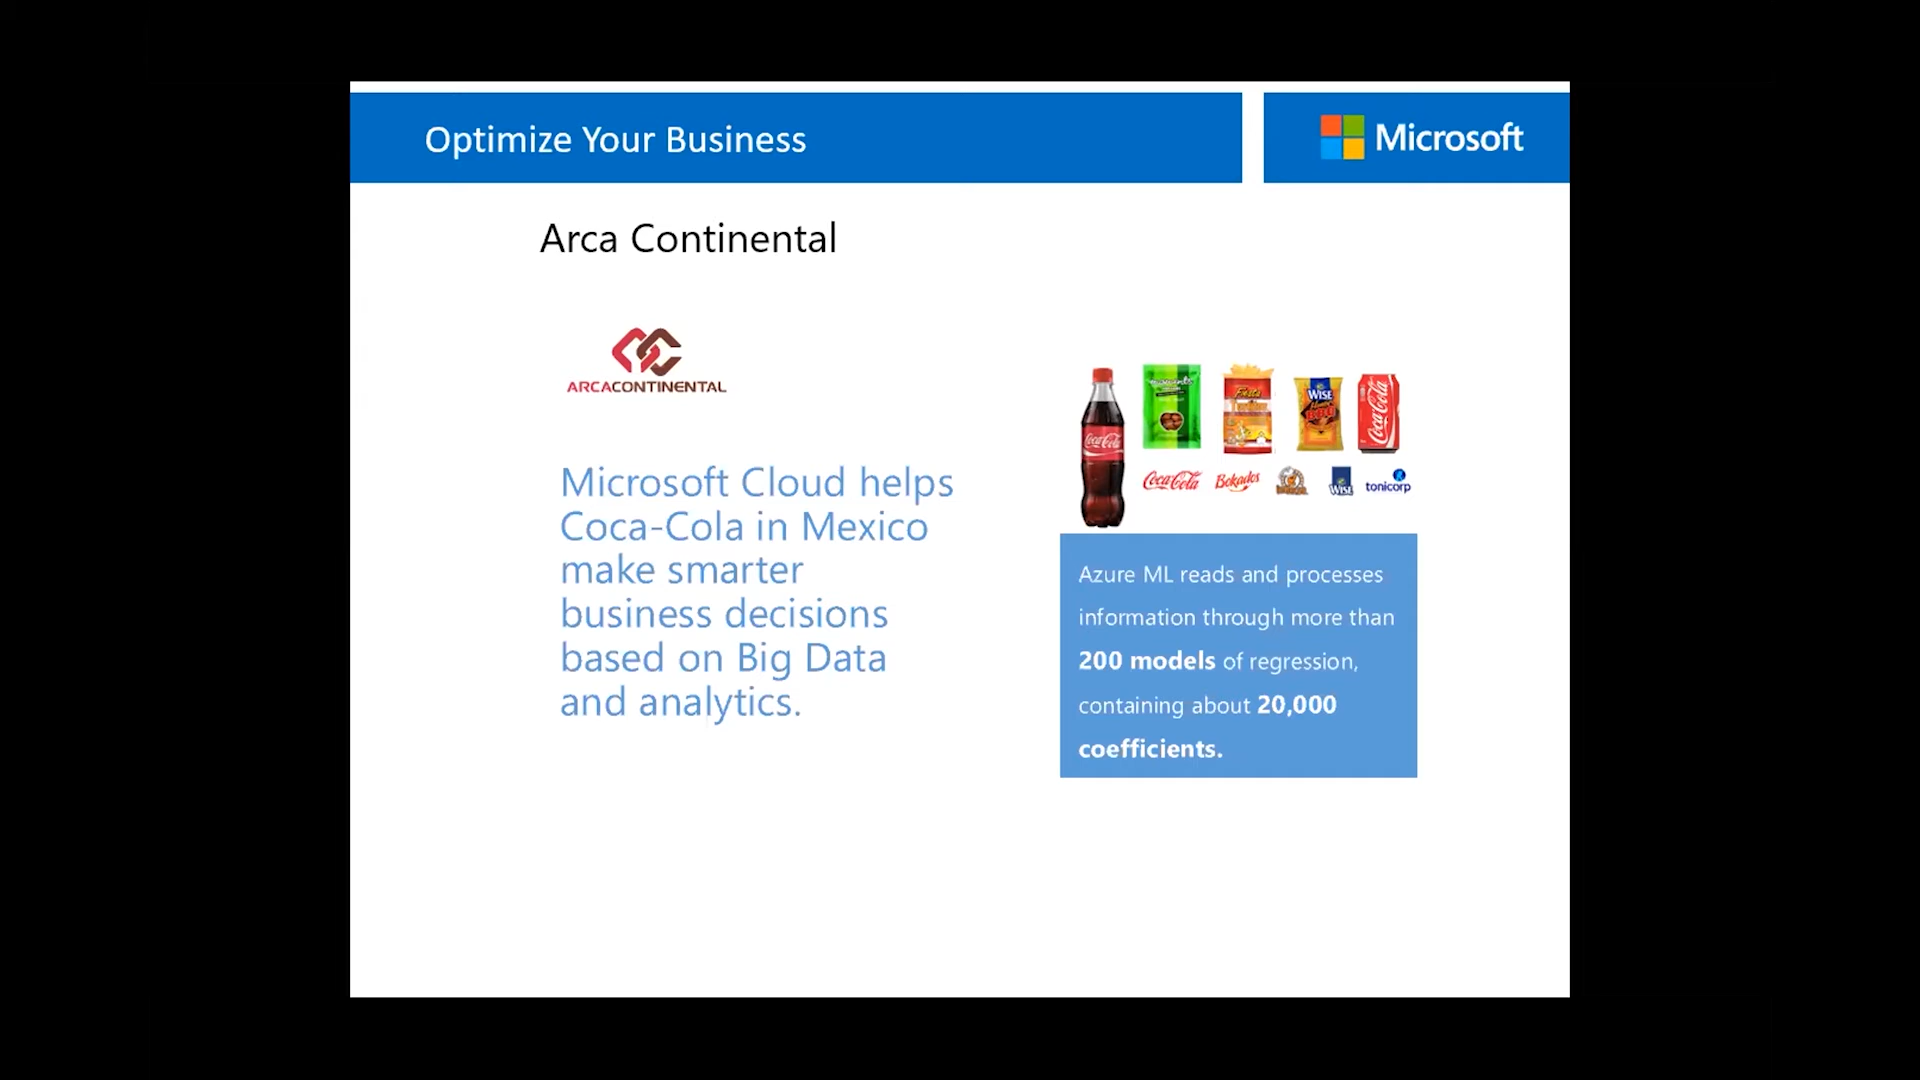 Optimize Your Business
Microsoft
Arca Continental
ARCACONTINENTAL
Microsoft Cloud helps
Coca-Cola in Mexico
make smarter
business decisions
based on Big Data
and analytics.
Coca-Cola
Fiesta
WISE
BBQ
Coca-Cola
Coca-Cola
Bokados
WISE
tonicorp
Azure ML reads and processes
information through more than
200 models of regression,
containing about 20,000
coefficients.